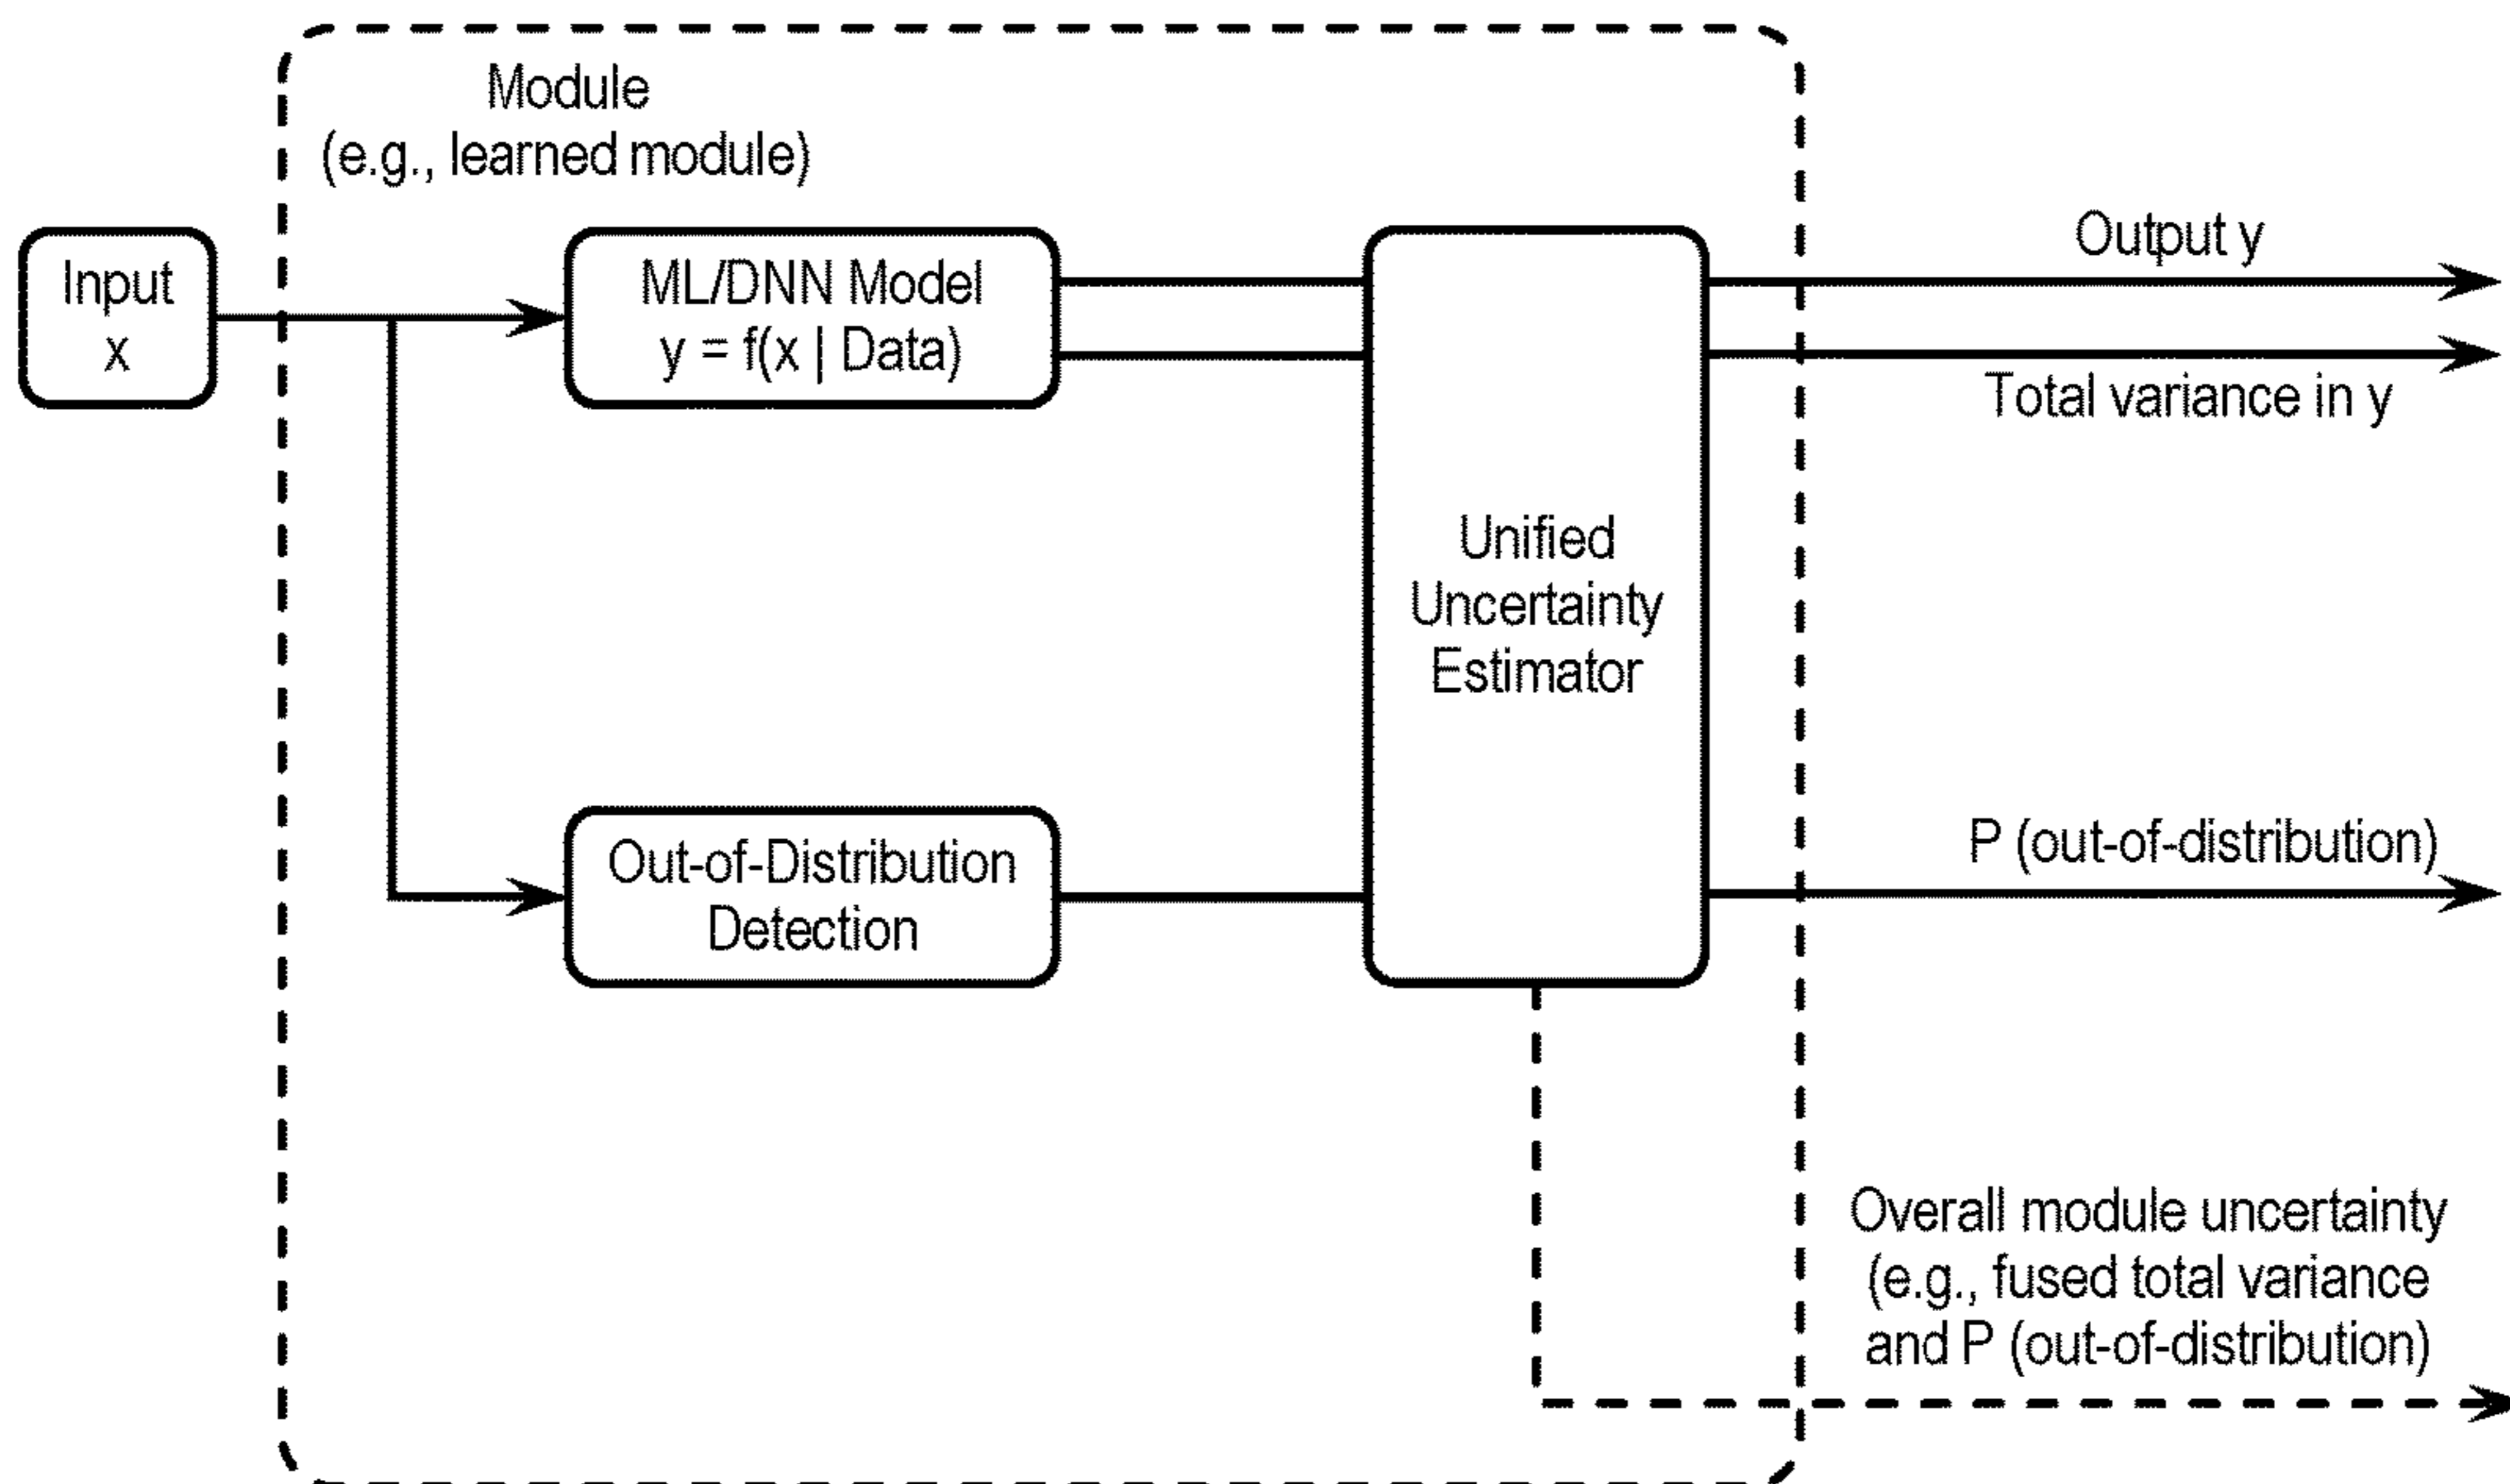 Module
(e.g., learned module)
Input
x
ML/DNN Model
y = f(x | Data)
Out-of-Distribution
Detection
Unified
Uncertainty
Estimator
Output y
Total variance in y
P (out-of-distribution)
Overall module uncertainty
(e.g., fused total variance
and P (out-of-distribution)